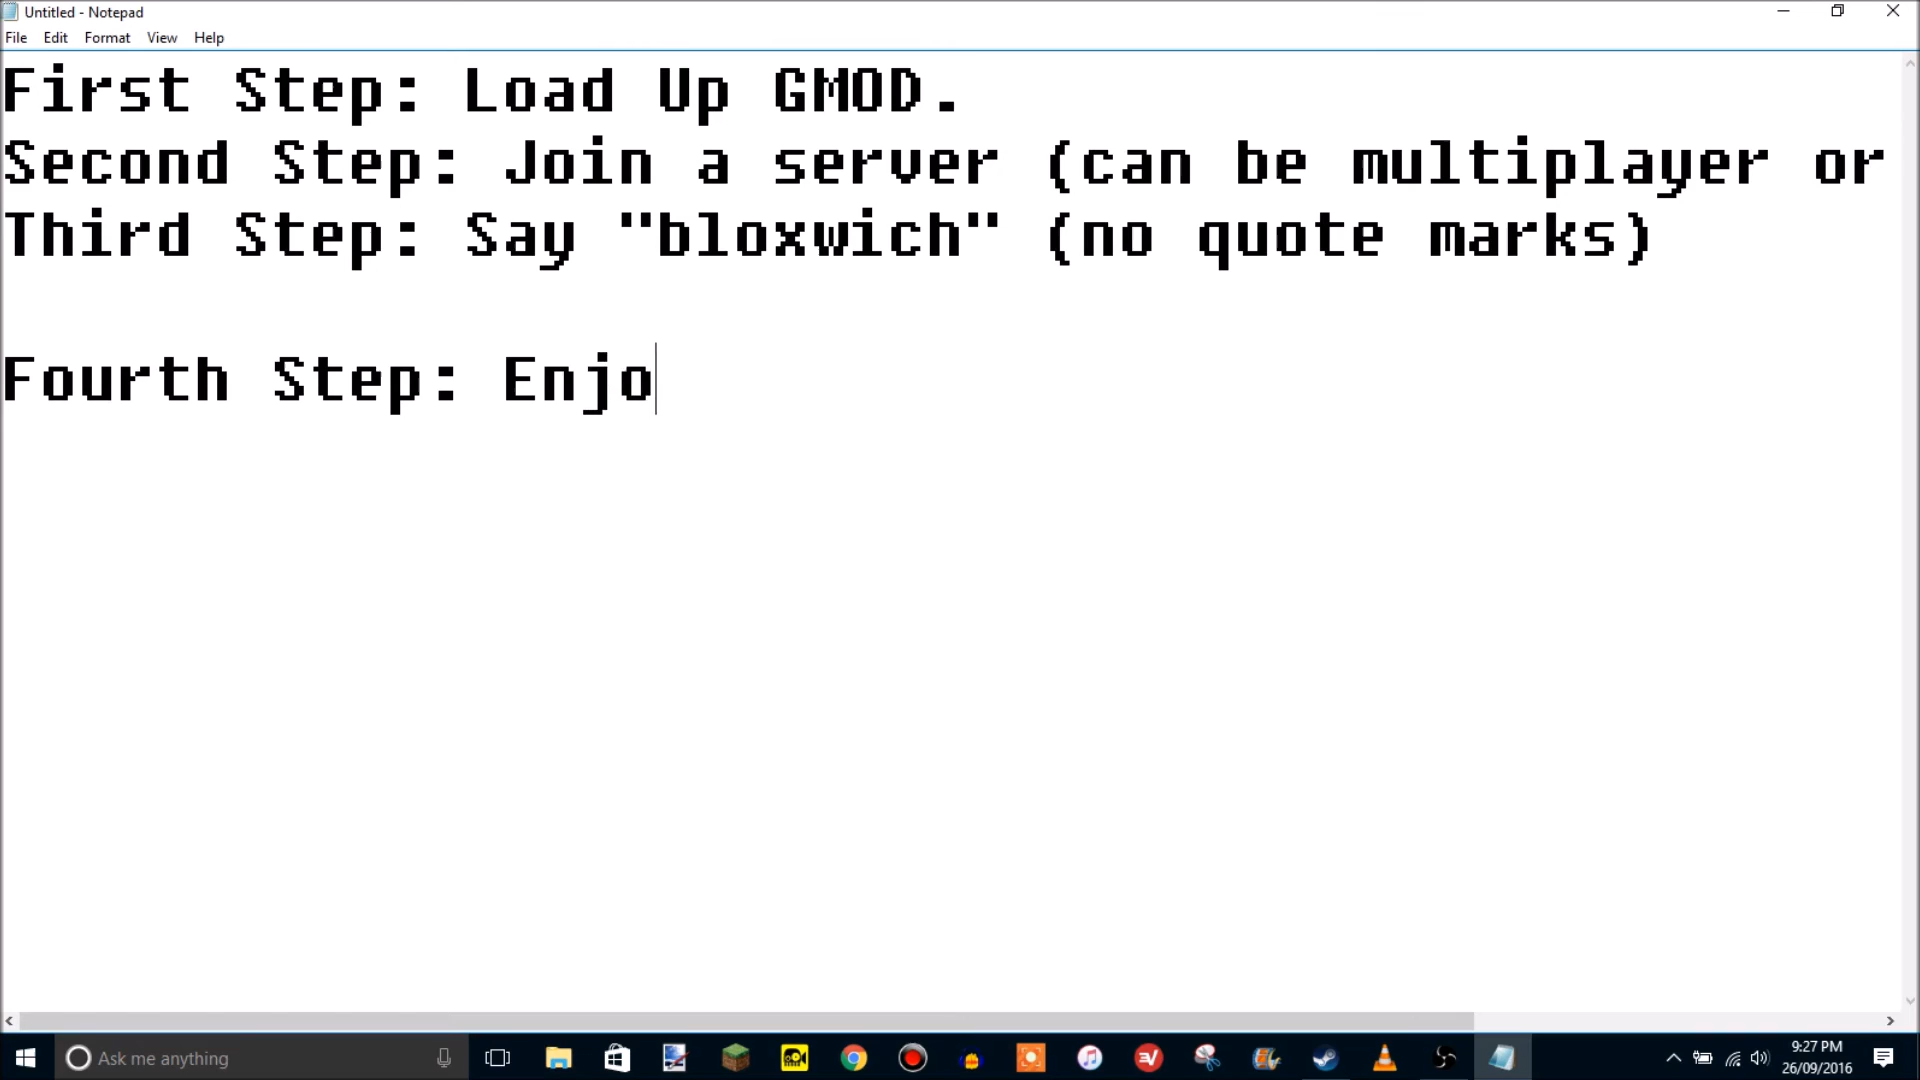 Untitled - Notepad
File Edit Format View Help
First Step: Load Up GMOD.
Second Step: Join a server (can be multiplayer or
Third Step: Say "bloxwich" (no quote marks)
Fourth Step: Enjo
Ask me anything
9:27 PM
26/09/2016